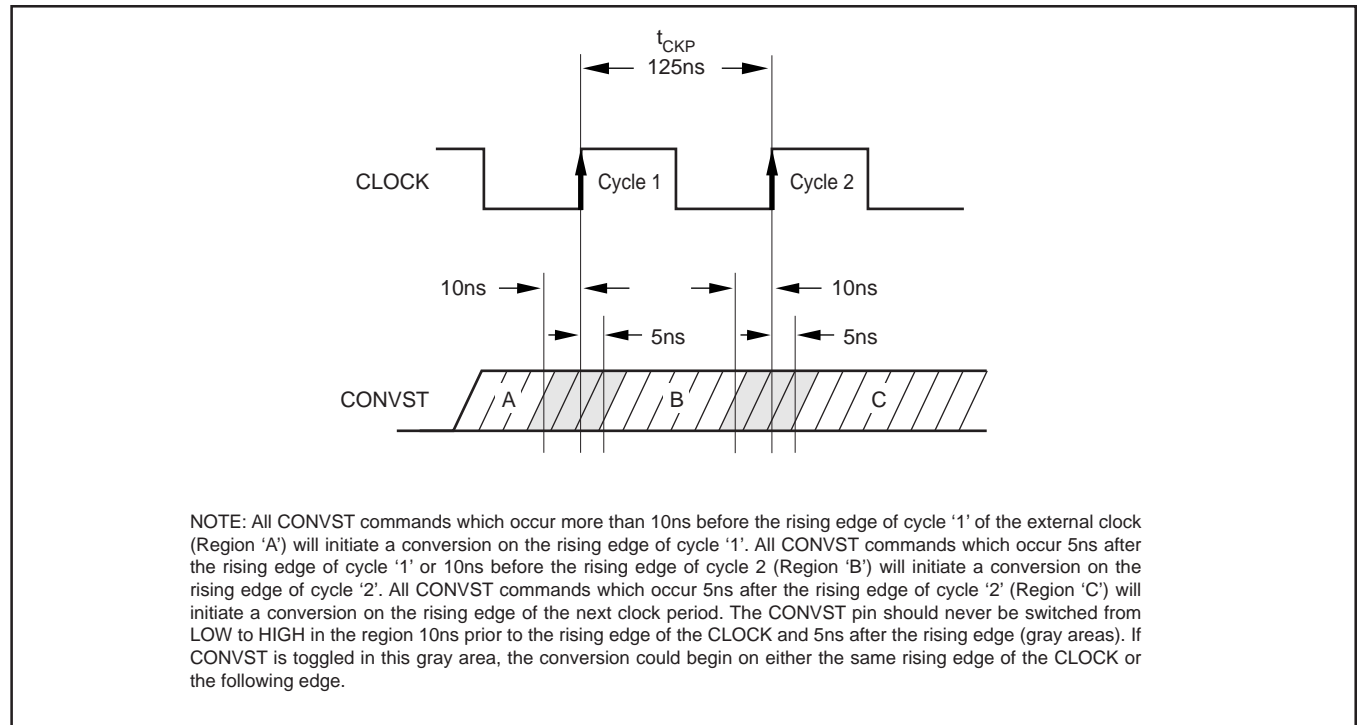 tCKP
125ns
CLOCK
Cycle 1
Cycle 2
10ns
10ns
5ns
5ns
CONVST
A
B
C
NOTE: All CONVST commands which occur more than 10ns before the rising edge of cycle ‘1’ of the external clock
(Region ‘A’) will initiate a conversion on the rising edge of cycle ‘1’. All CONVST commands which occur 5ns after
the rising edge of cycle ‘1’ or 10ns before the rising edge of cycle 2 (Region ‘B’) will initiate a conversion on the
rising edge of cycle ‘2’. All CONVST commands which occur 5ns after the rising edge of cycle ‘2’ (Region ‘C’) will
initiate a conversion on the rising edge of the next clock period. The CONVST pin should never be switched from
LOW to HIGH in the region 10ns prior to the rising edge of the CLOCK and 5ns after the rising edge (gray areas). If
CONVST is toggled in this gray area, the conversion could begin on either the same rising edge of the CLOCK or
the following edge.